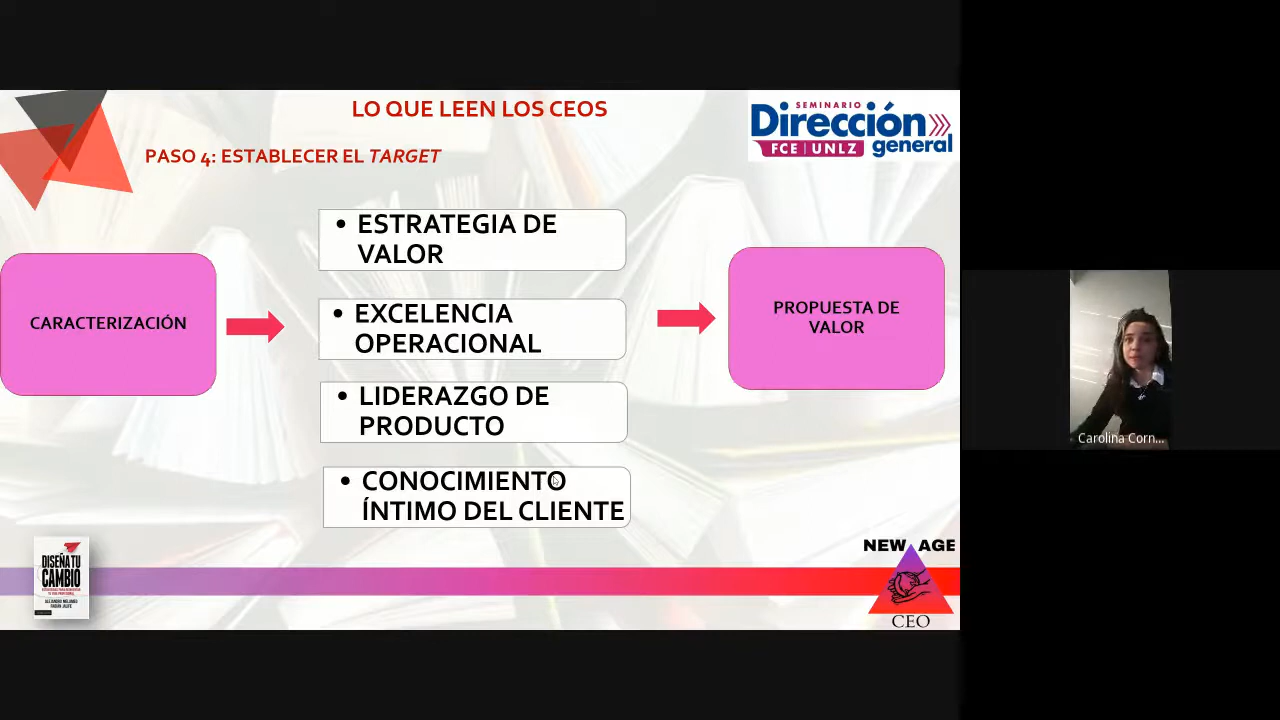 LO QUE LEEN LOS CEOS
SEMINARIO
Dirección
general
FCE | UNLZ
PASO 4: ESTABLECER EL TARGET
• ESTRATEGIA DE
VALOR
CARACTERIZACIÓN
• EXCELENCIA
OPERACIONAL
PROPUESTA DE
VALOR
• LIDERAZGO DE
PRODUCTO
• CONOCIMIENTO
ÍNTIMO DEL CLIENTE
Carolina Corn...
DISEÑA TU
CAMBIO
NEW AGE
CEO